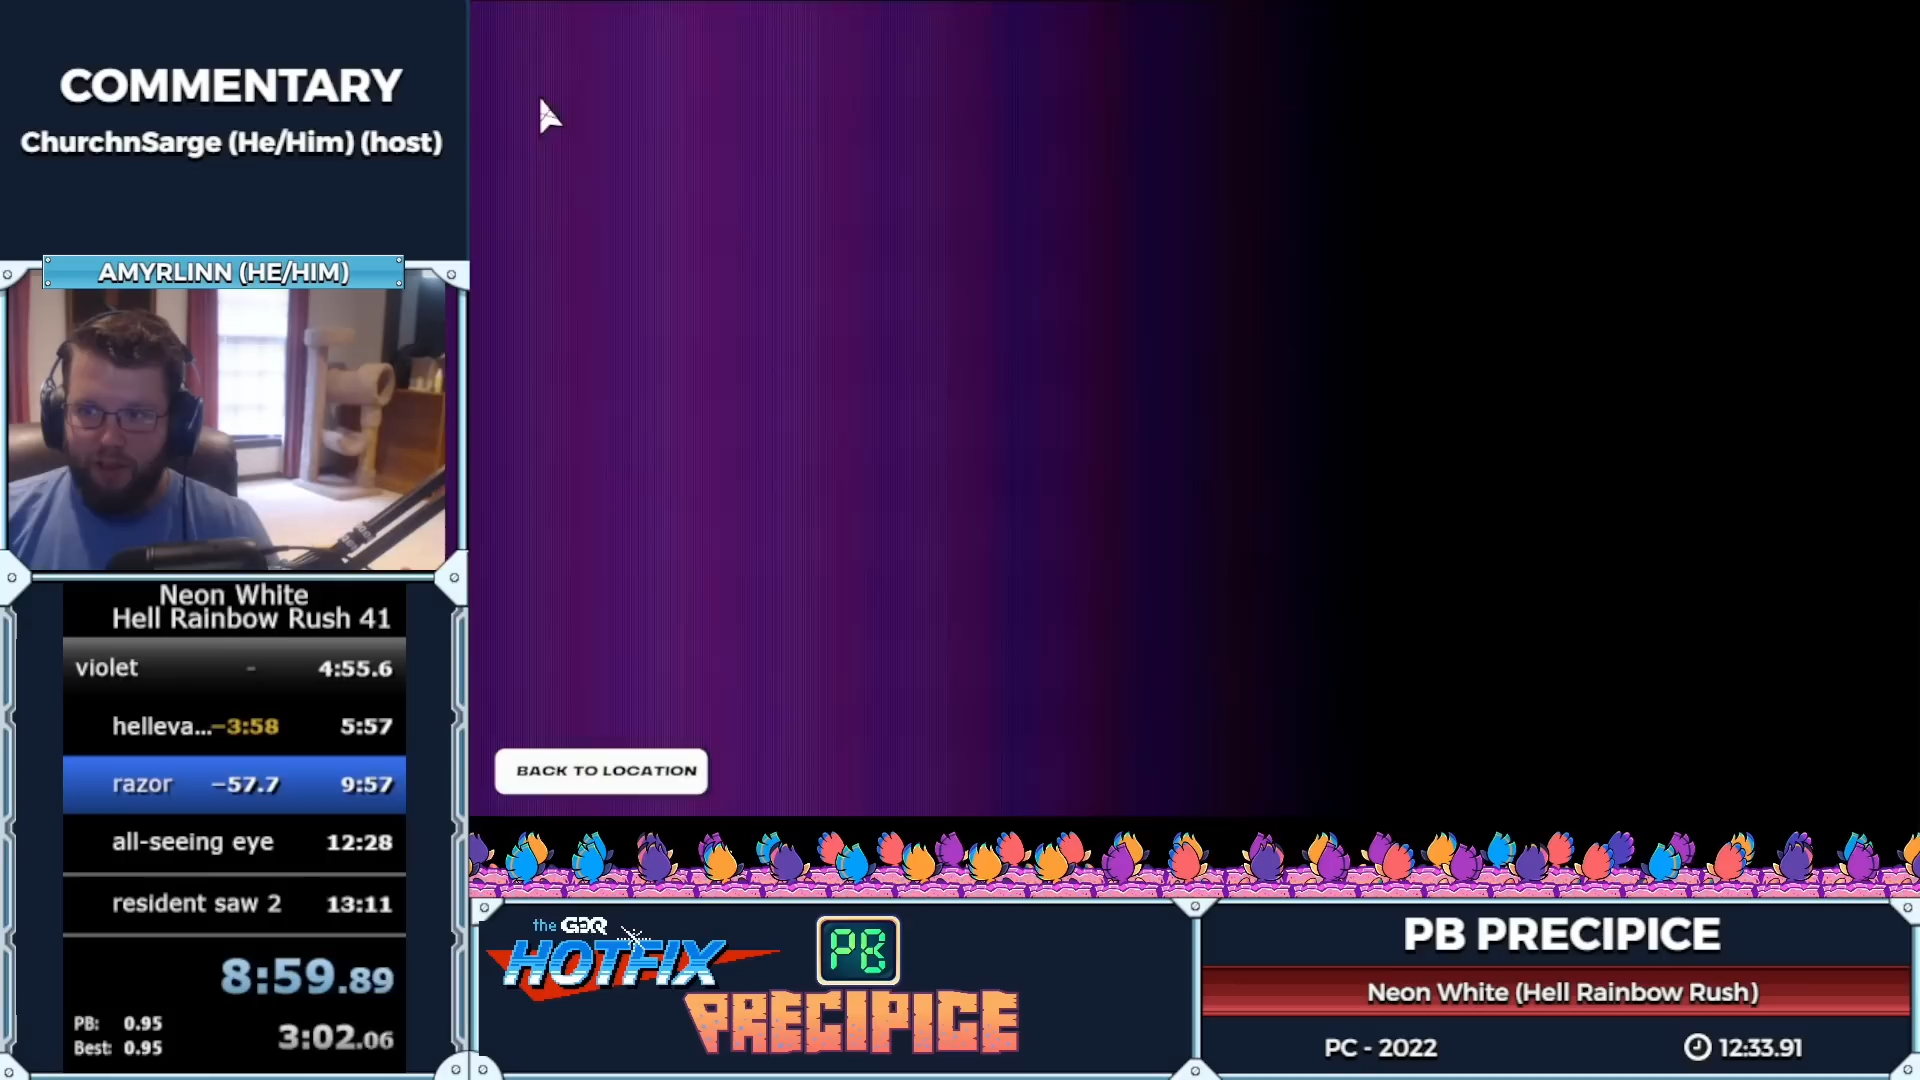 COMMENTARY
ChurchnSarge (He/Him) (host)
AMYRLINN (HE/HIM)
Neon White
Hell Rainbow Rush 41
violet - 4:55.6
helleva... −3:58 5:57
razor −57.7 9:57
all-seeing eye 12:28
resident saw 2 13:11
8:59.89
PB: 0.95
Best: 0.95
3:02.06
BACK TO LOCATION
the GDQ
HOTFIX
PB
PRECIPICE
PB PRECIPICE
Neon White (Hell Rainbow Rush)
PC - 2022
12:33.91